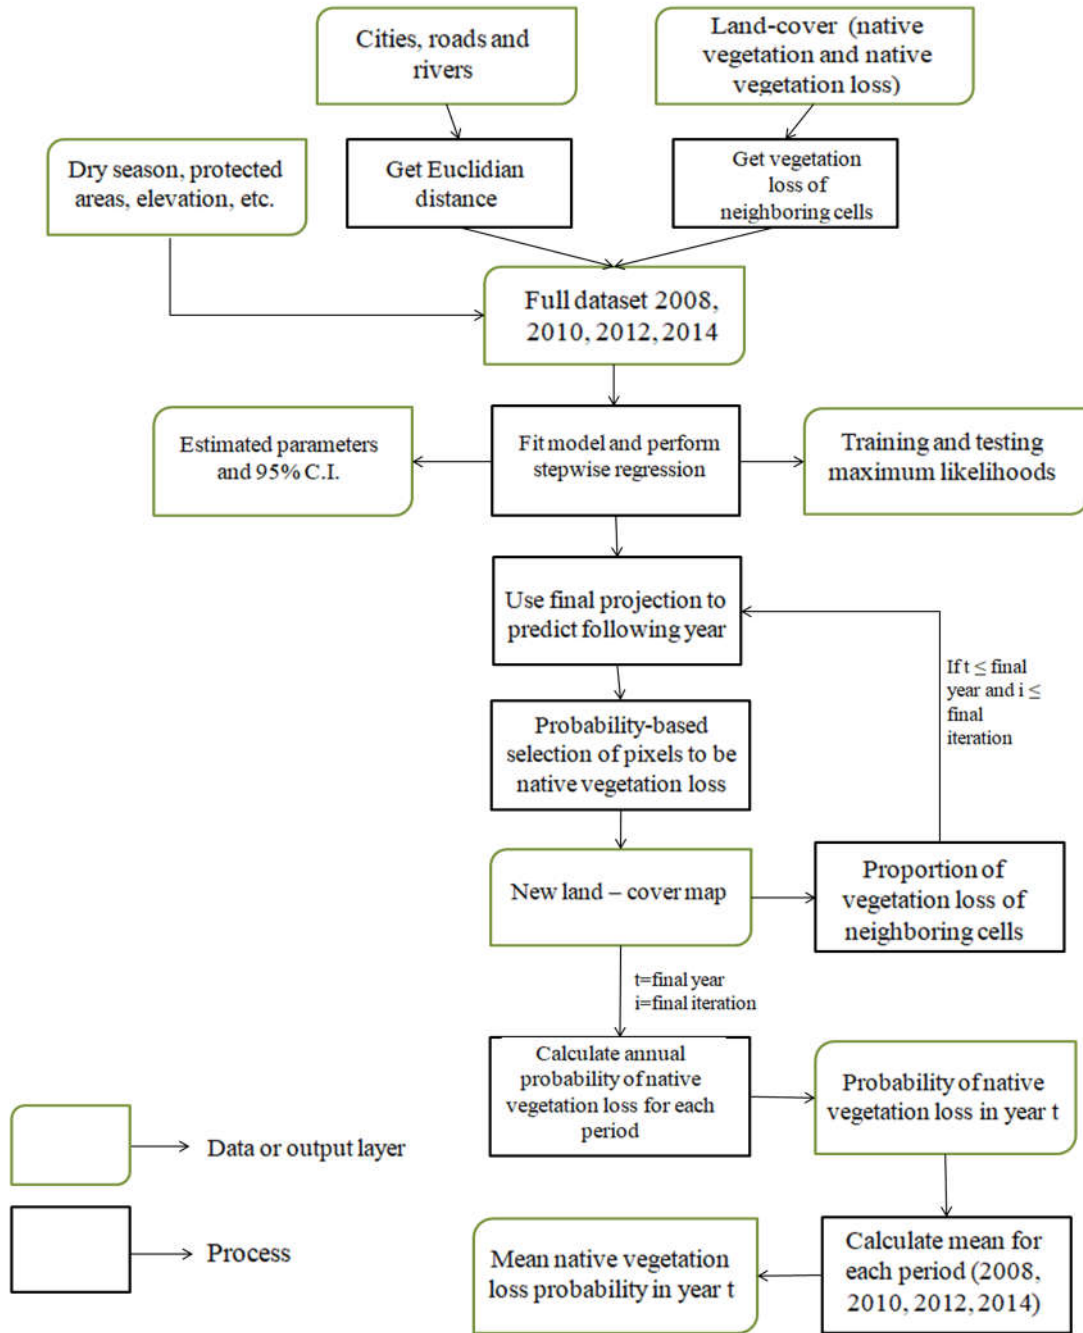 Cities, roads and
rivers
Land-cover (native
vegetation and native
vegetation loss)
Dry season, protected
areas, elevation, etc.
Get Euclidian
distance
Get vegetation
loss of
neighboring cells
Full dataset 2008,
2010, 2012, 2014
Estimated parameters
and 95% C.I.
Fit model and perform
stepwise regression
Training and testing
maximum likelihoods
Use final projection to
predict following year
If t ≤ final
year and i ≤
final
iteration
Probability-based
selection of pixels to be
native vegetation loss
New land – cover map
Proportion of
vegetation loss of
neighboring cells
t=final year
i=final iteration
Calculate annual
probability of native
vegetation loss for each
period
Probability of native
vegetation loss in year t
Data or output layer
Process
Mean native vegetation
loss probability in year t
Calculate mean for
each period (2008,
2010, 2012, 2014)